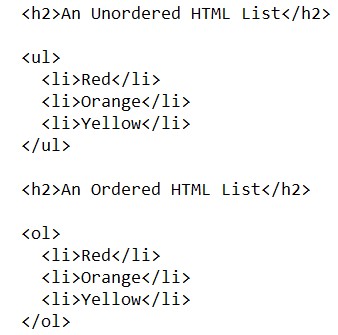 <h2>An Unordered HTML List</h2>
<ul>
<li>Red</li>
<li>Orange</li>
<li>Yellow</li>
</ul>
<h2>An Ordered HTML List</h2>
<ol>
<li>Red</li>
<li>Orange</li>
<li>Yellow</li>
</ol>